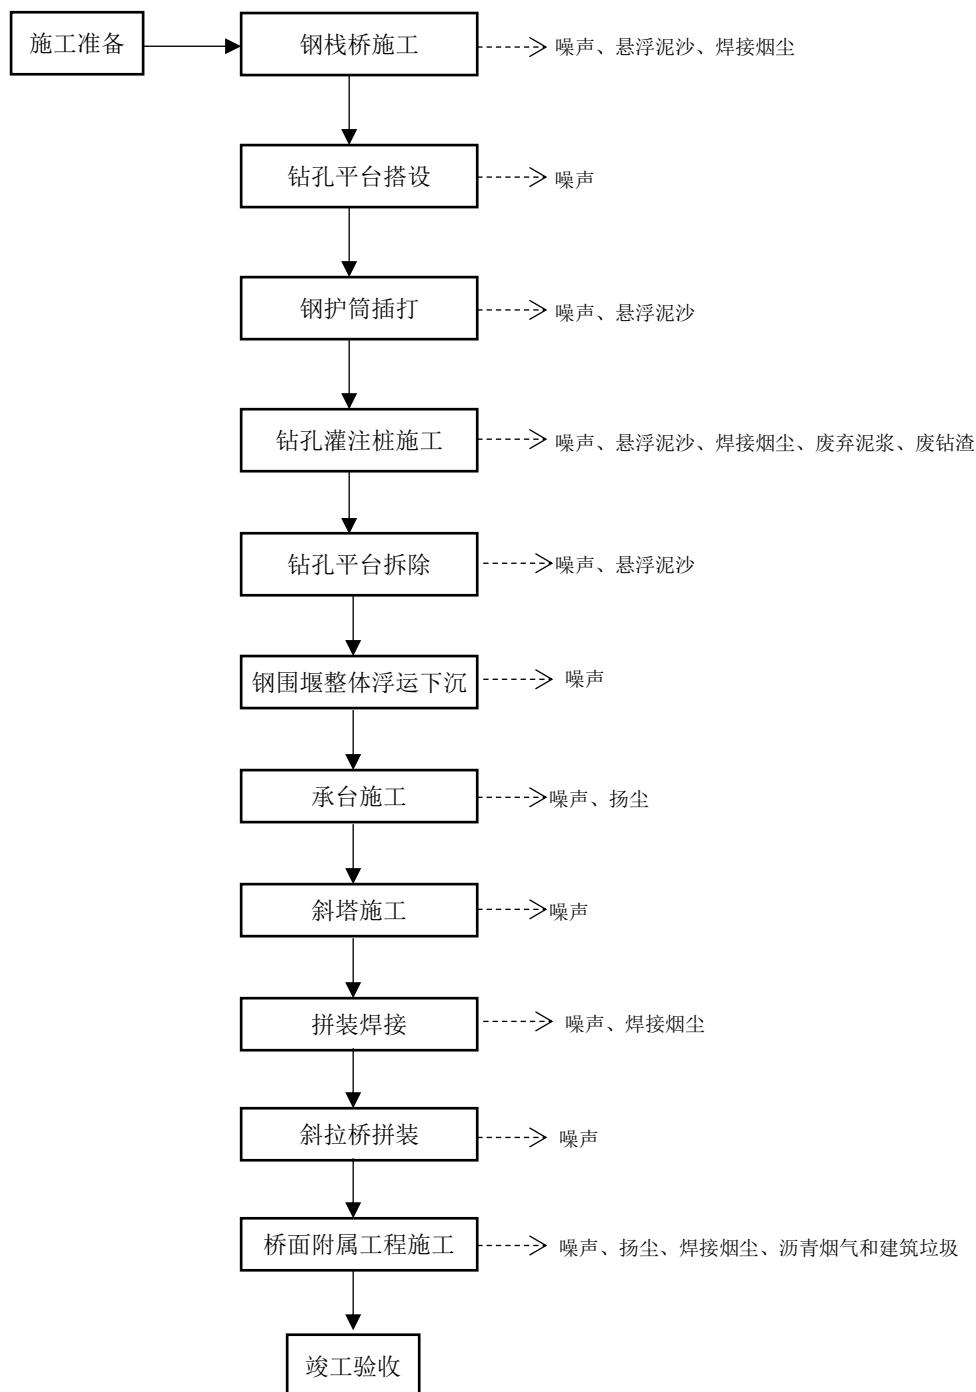 施工准备
钢栈桥施工
噪声、悬浮泥沙、焊接烟尘
钻孔平台搭设
噪声
钢护筒插打
噪声、悬浮泥沙
钻孔灌注桩施工
噪声、悬浮泥沙、焊接烟尘、废弃泥浆、废钻渣
钻孔平台拆除
噪声、悬浮泥沙
钢围堰整体浮运下沉
噪声
承台施工
噪声、扬尘
斜塔施工
噪声
拼装焊接
噪声、焊接烟尘
斜拉桥拼装
噪声
桥面附属工程施工
噪声、扬尘、焊接烟尘、沥青烟气和建筑垃圾
竣工验收